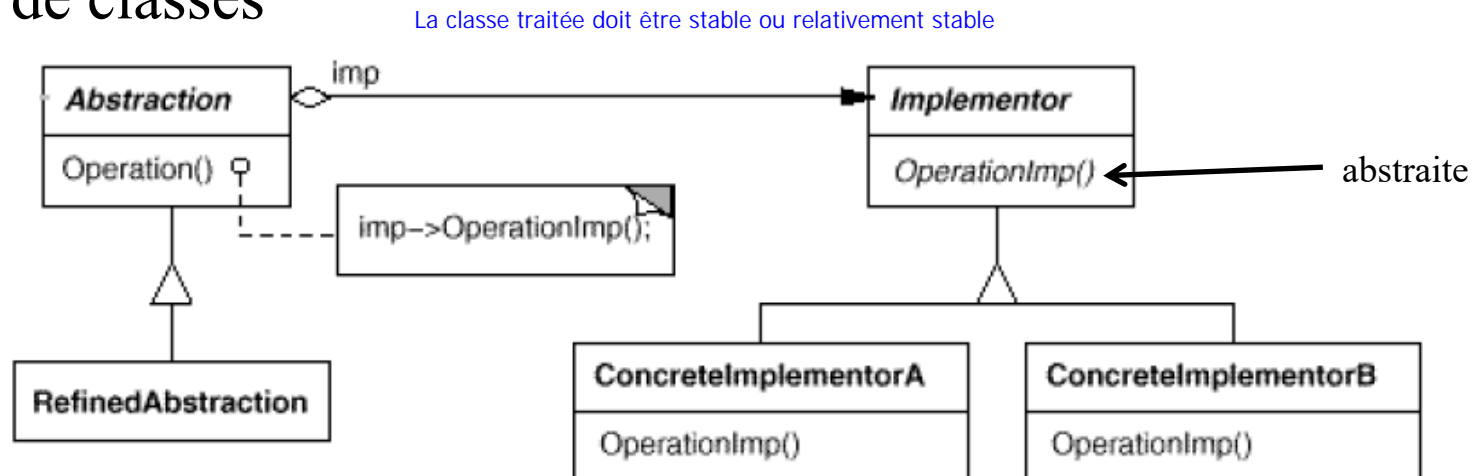 de classes
La classe traitée doit être stable ou relativement stable
imp
Abstraction
Implementor
Operation()
OperationImp()
abstraite
imp->OperationImp();
RefinedAbstraction
ConcreteImplementorA
ConcreteImplementorB
OperationImp()
OperationImp()